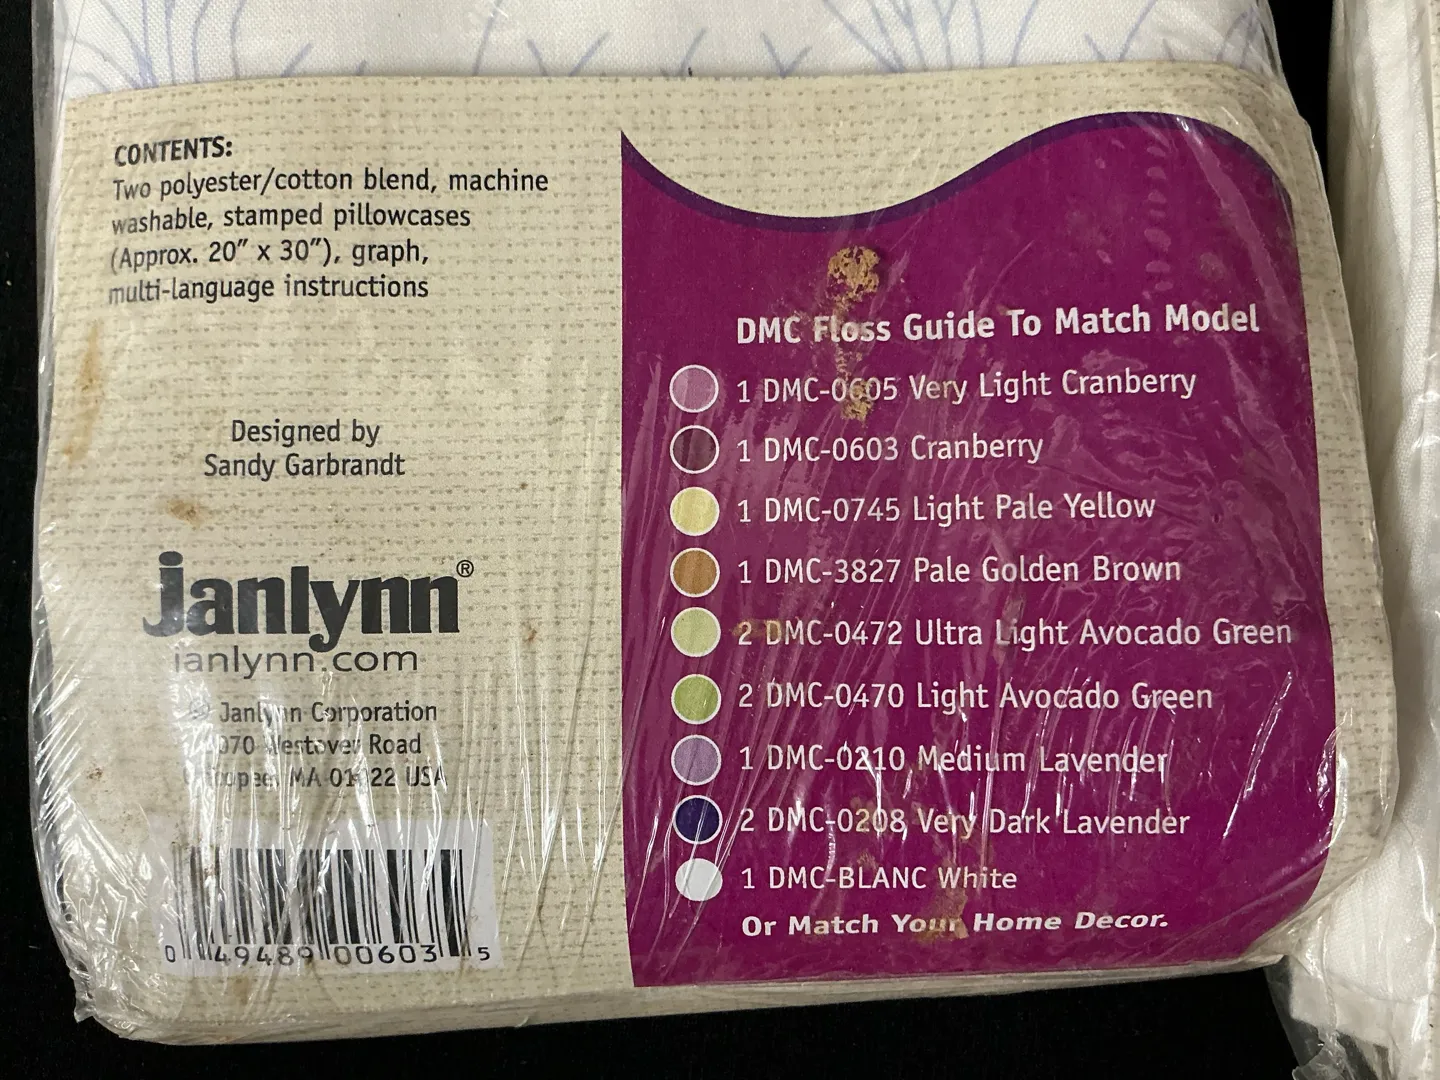 CONTENTS:
Two polyester/cotton blend, machine
washable, stamped pillowcases
(Approx. 20" x 30"), graph,
multi-language instructions
Designed by
Sandy Garbrandt
janlynn®
janlynn.com
Janlynn Corporation
Westover Road
MA USA
0 49489 00603 5
DMC Floss Guide To Match Model
1 DMC-0605 Very Light Cranberry
1 DMC-0603 Cranberry
1 DMC-0745 Light Pale Yellow
1 DMC-3827 Pale Golden Brown
2 DMC-0472 Ultra Light Avocado Green
2 DMC-0470 Light Avocado Green
1 DMC-0210 Medium Lavender
2 DMC-0208 Very Dark Lavender
1 DMC-BLANC White
Or Match Your Home Decor.